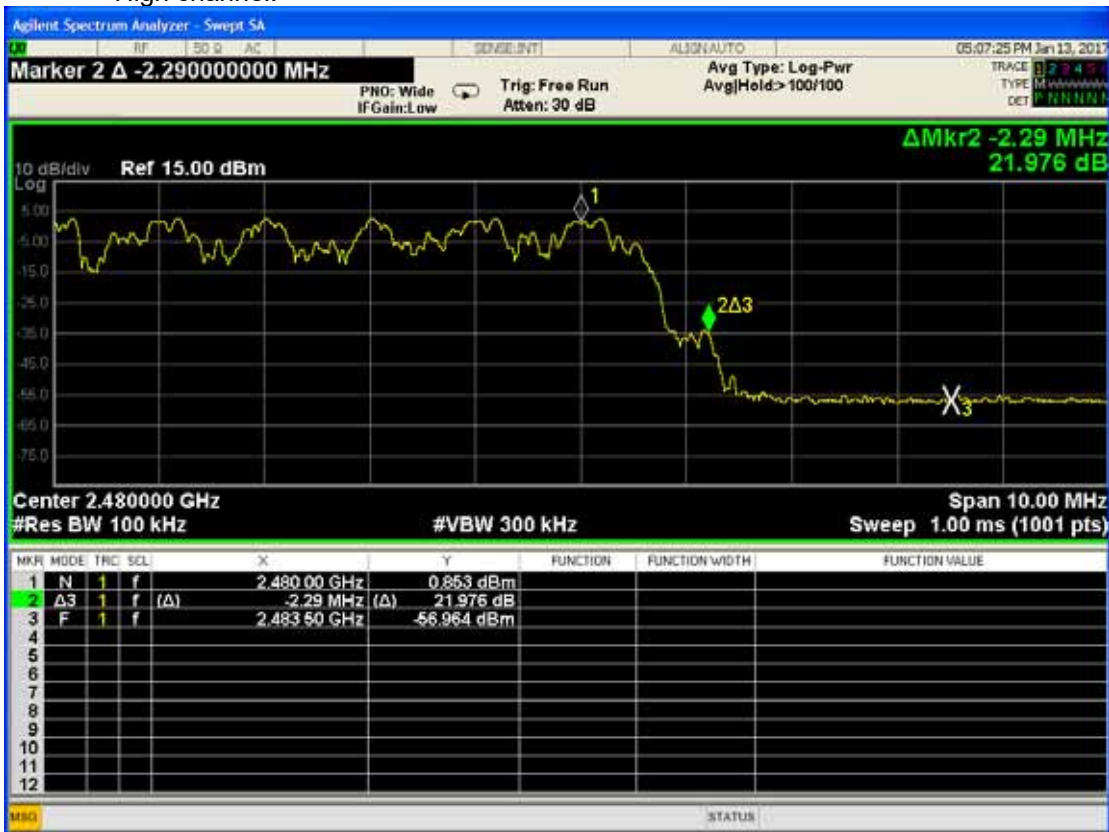 High channel:
Agilent Spectrum Analyzer - Swept SA
RF 50 Ω AC SENSE:INT ALIGNAUTO 05:07:25 PM Jan 13, 2017
Marker 2 Δ -2.290000000 MHz
PNO: Wide
IFGain:Low
Trig: Free Run
Atten: 30 dB
Avg Type: Log-Pwr
Avg|Hold:>100/100
TRACE 1 2 3 4 5
TYPE M
DET P N N N N
ΔMkr2 -2.29 MHz
21.976 dB
10 dB/div Ref 15.00 dBm
Log
5.00
-5.00
-15.0
-25.0
-35.0
-45.0
-55.0
-65.0
-75.0
1
2Δ3
3
Center 2.480000 GHz Span 10.00 MHz
#Res BW 100 kHz #VBW 300 kHz Sweep 1.00 ms (1001 pts)
MKR MODE TRC SCL X Y FUNCTION FUNCTION WIDTH FUNCTION VALUE
1 N 1 f 2.480 00 GHz 0.853 dBm
2 Δ3 1 f (Δ) -2.29 MHz (Δ) 21.976 dB
3 F 1 f 2.483 50 GHz -56.964 dBm
4
5
6
7
8
9
10
11
12
MSG STATUS